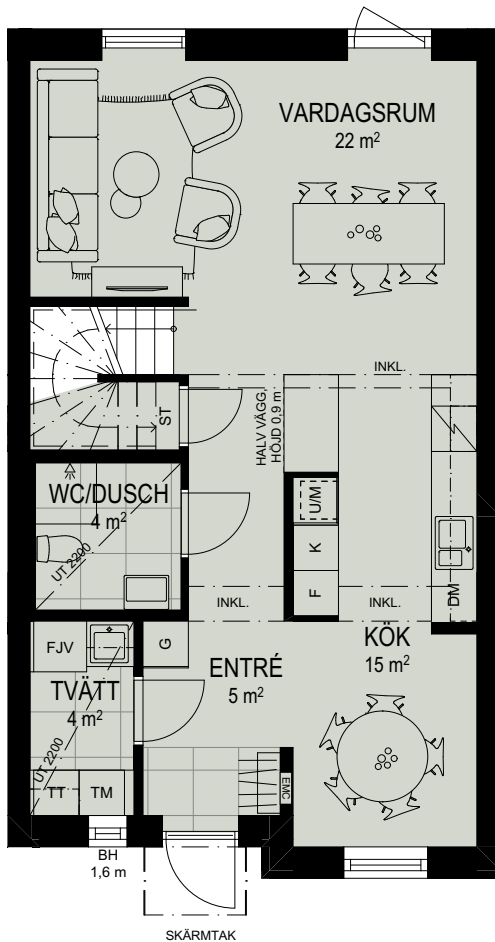 VARDAGSRUM
22 m²
INKL.
HALV VÄGG,
HÖJD 0,9 m
ST
WC/DUSCH
4 m²
UT 2200
U/M
K
F
DM
INKL.
INKL.
FJV
G
TVÄTT
4 m²
UT 2200
TT
TM
ENTRÉ
5 m²
KÖK
15 m²
EMC
BH
1,6 m
SKÄRMTAK